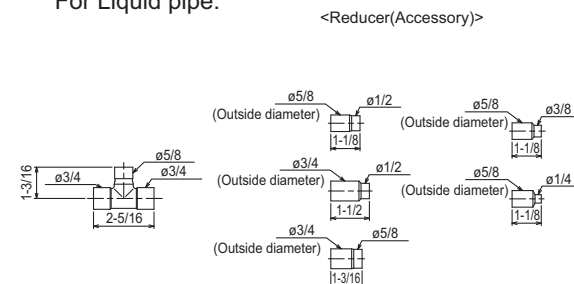 For Liquid pipe:
<Reducer(Accessory)>
ø5/8
(Outside diameter)
ø1/2
1-1/8
ø5/8
(Outside diameter)
ø3/8
1-1/8
1-3/16
ø3/4
ø5/8
ø3/4
2-5/16
ø3/4
(Outside diameter)
ø1/2
1-1/2
ø5/8
(Outside diameter)
ø1/4
1-1/8
ø3/4
(Outside diameter)
ø5/8
1-3/16